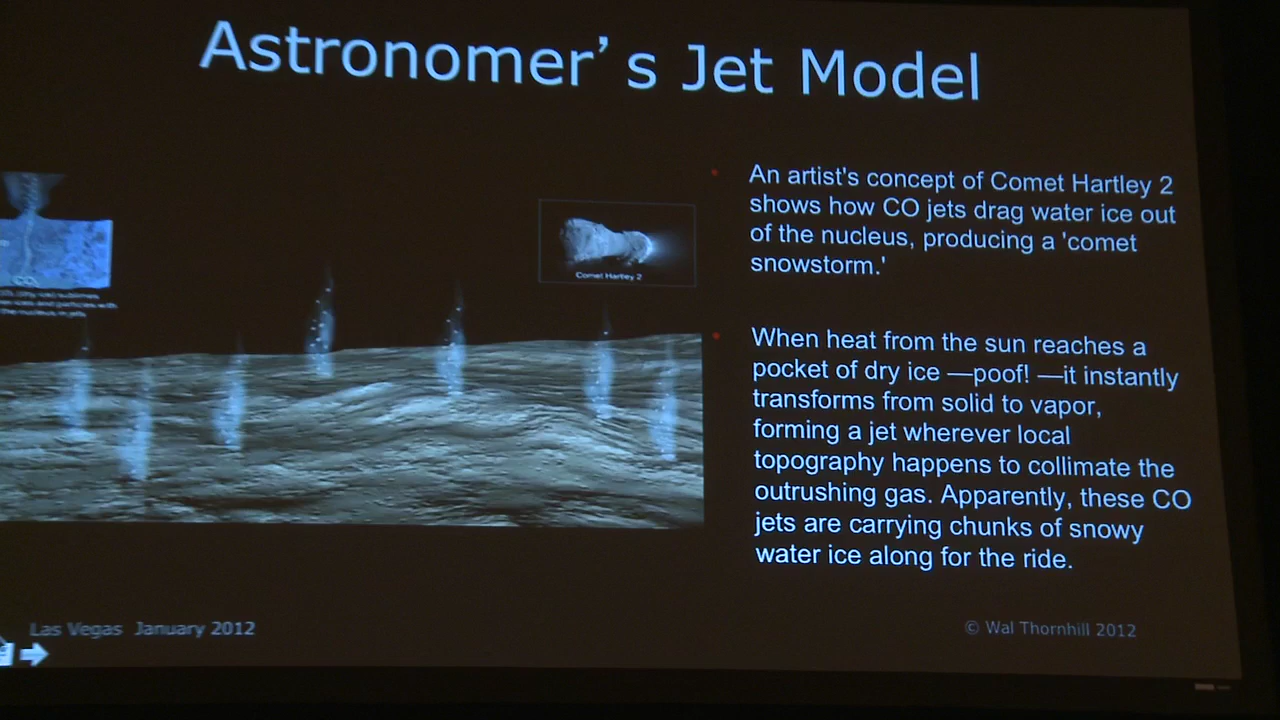 Astronomer's Jet Model
An artist's concept of Comet Hartley 2
shows how CO jets drag water ice out
of the nucleus, producing a 'comet
snowstorm.'
When heat from the sun reaches a
pocket of dry ice —poof! —it instantly
transforms from solid to vapor,
forming a jet wherever local
topography happens to collimate the
outrushing gas. Apparently, these CO
jets are carrying chunks of snowy
water ice along for the ride.
Comet Hartley 2
the nucleus in jets
Las Vegas January 2012
© Wal Thornhill 2012